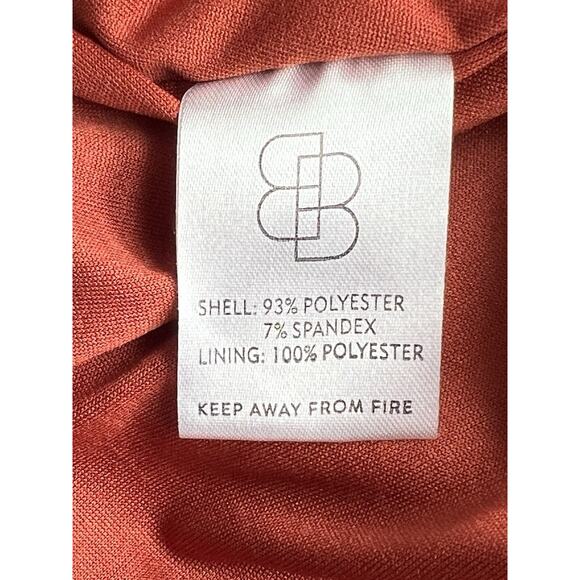 SHELL: 93% POLYESTER
7% SPANDEX
LINING: 100% POLYESTER
KEEP AWAY FROM FIRE